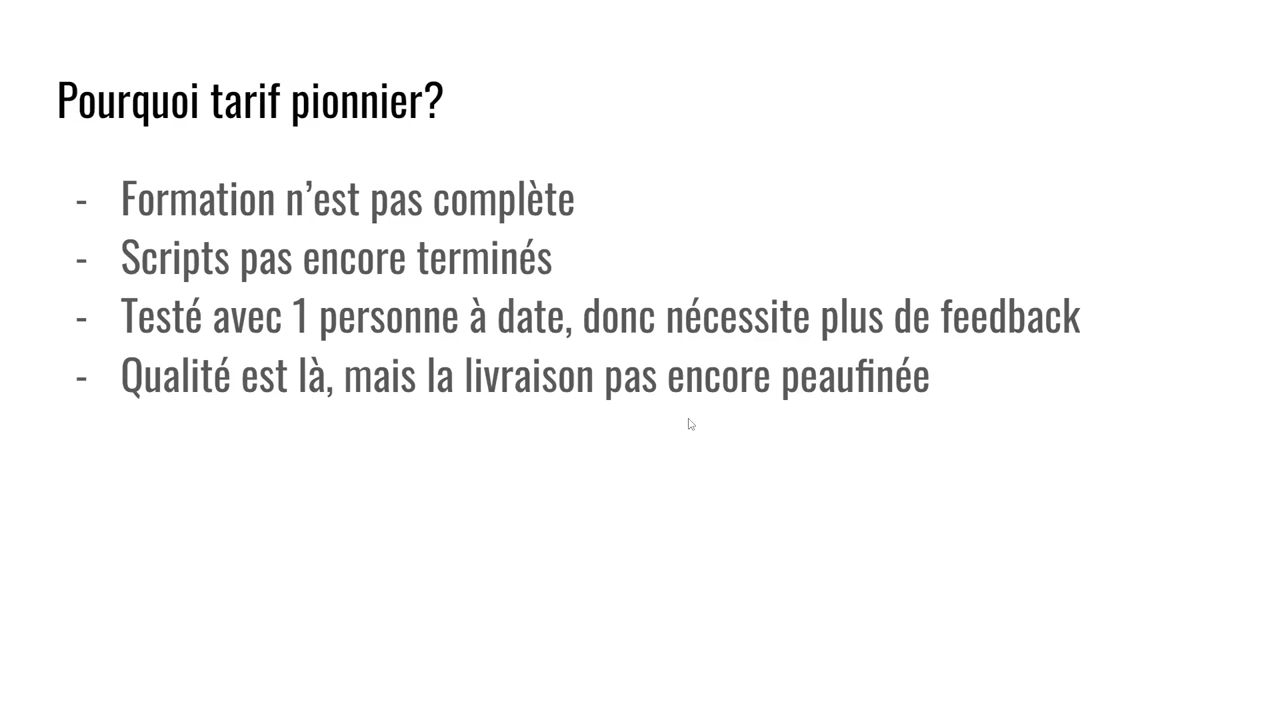 Pourquoi tarif pionnier?
- Formation n’est pas complète
- Scripts pas encore terminés
- Testé avec 1 personne à date, donc nécessite plus de feedback
- Qualité est là, mais la livraison pas encore peaufinée